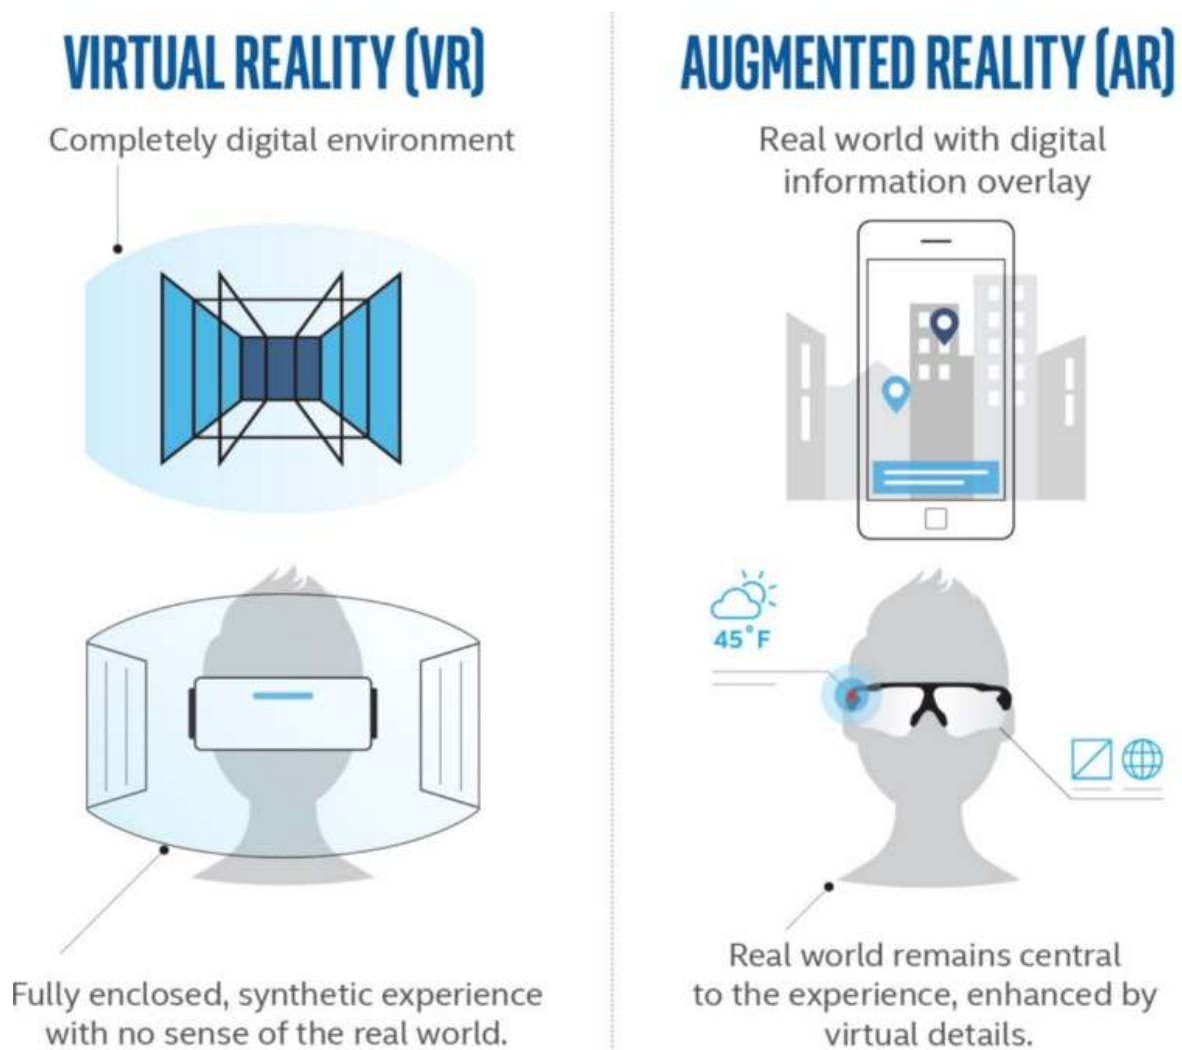 VIRTUAL REALITY (VR)
Completely digital environment
Fully enclosed, synthetic experience
with no sense of the real world.
AUGMENTED REALITY (AR)
Real world with digital
information overlay
45°F
Real world remains central
to the experience, enhanced by
virtual details.